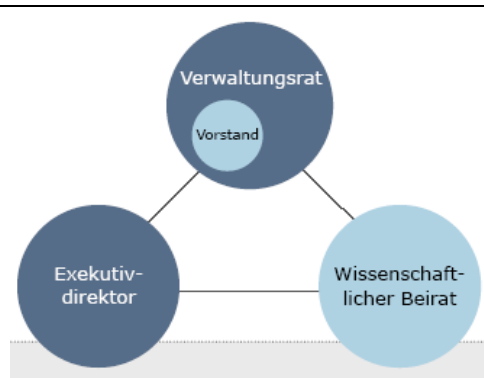 Verwaltungsrat
Vorstand
Exekutiv-
direktor
Wissenschaft-
licher Beirat